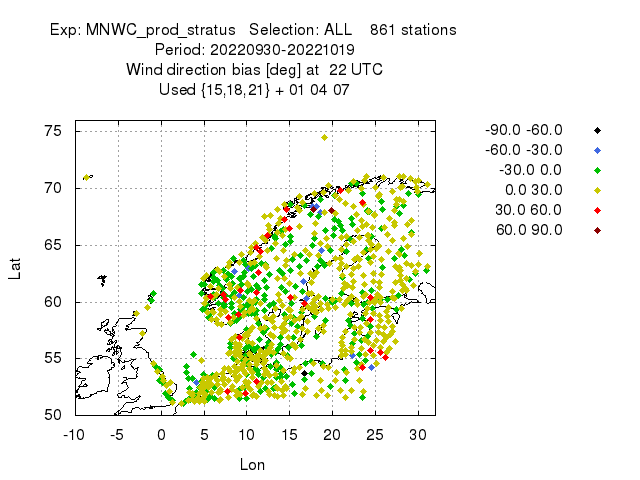 Exp: MNWC_prod_stratus   Selection: ALL    861 stations
Period: 20220930-20221019
Wind direction bias [deg] at  22 UTC
Used {15,18,21} + 01 04 07
-90.0 -60.0
-60.0 -30.0
-30.0 0.0
0.0 30.0
30.0 60.0
60.0 90.0
75
70
65
60
55
50
Lat
-10 -5 0 5 10 15 20 25 30
Lon